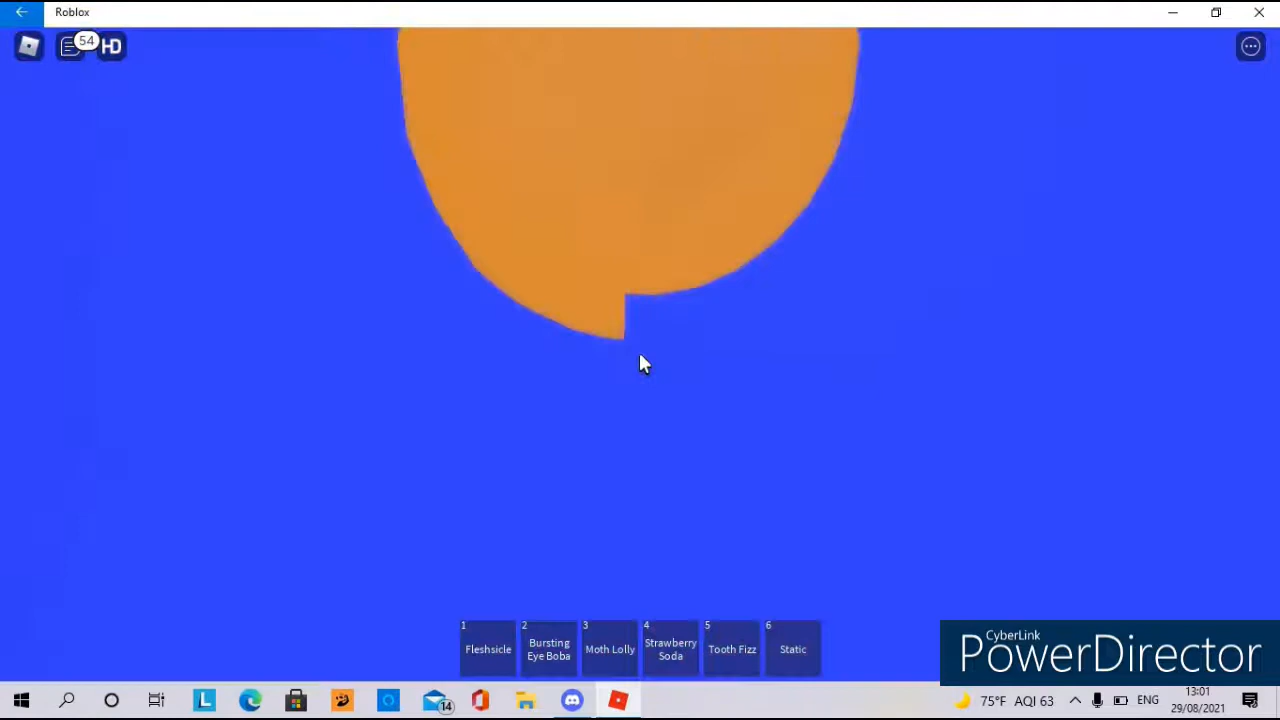 Roblox
54
HD
1
Fleshsicle
2
Bursting
Eye Boba
3
Moth Lolly
4
Strawberry
Soda
5
Tooth Fizz
6
Static
CyberLink
PowerDirector
L
14
75°F AQI 63
ENG
13:01
29/08/2021